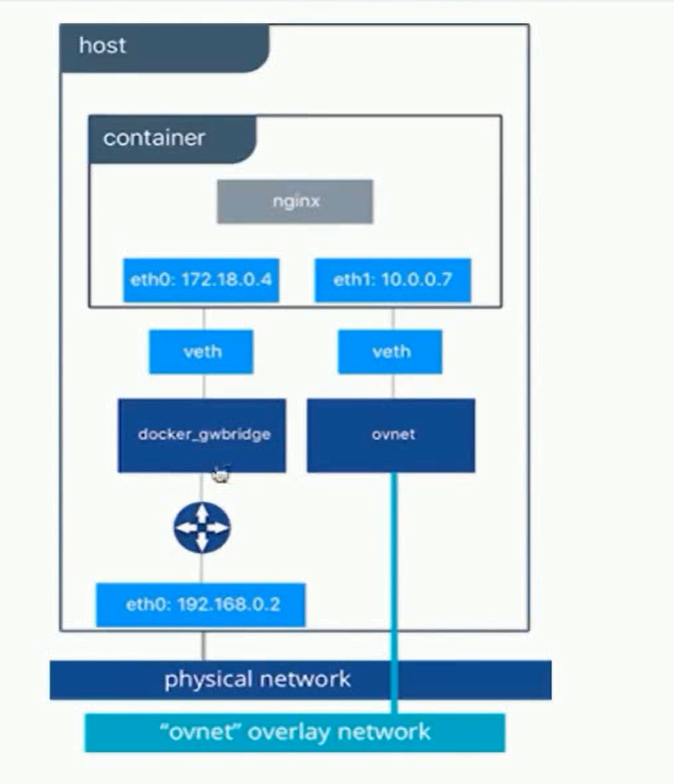 host
container
nginx
eth0: 172.18.0.4
eth1: 10.0.0.7
veth
veth
docker_gwbridge
ovnet
eth0: 192.168.0.2
physical network
“ovnet” overlay network